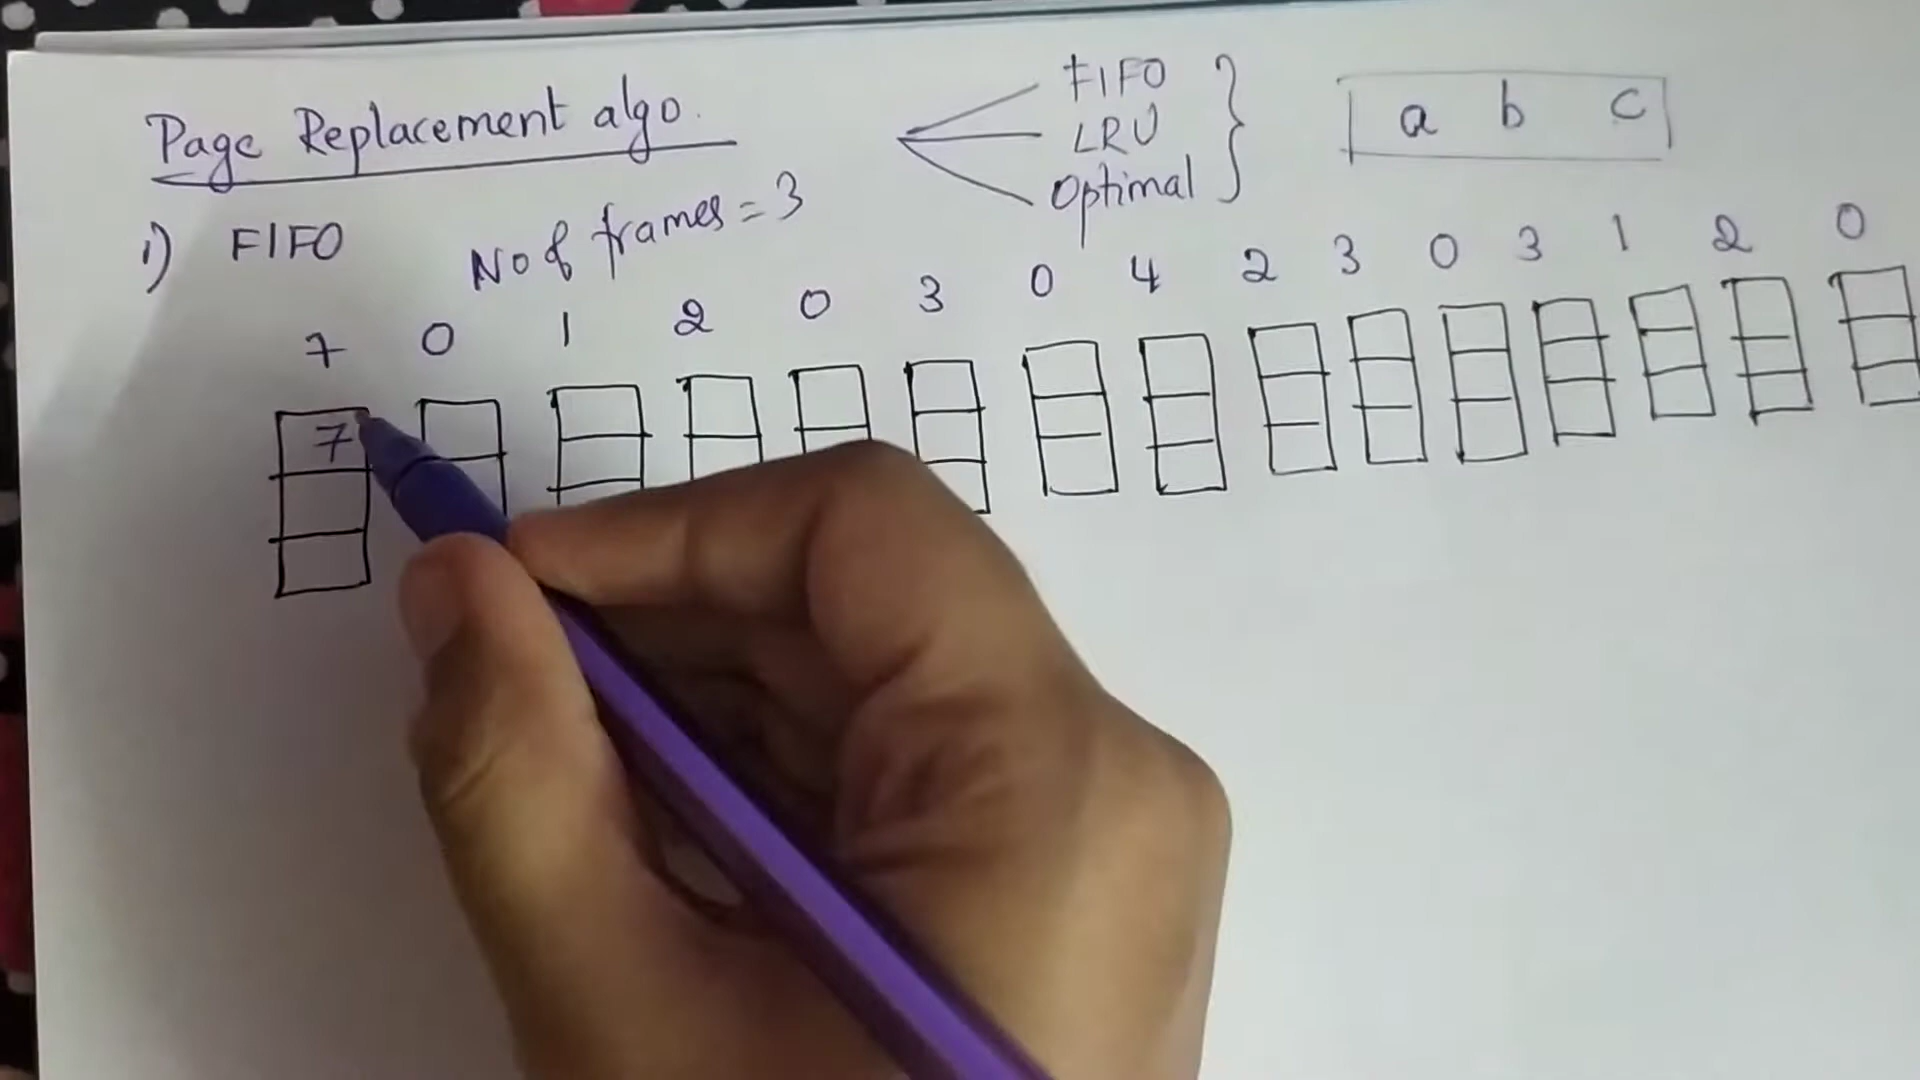 Page Replacement algo.
FIFO
LRU
Optimal
a b c
i) FIFO
No of frames = 3
7 0 1 2 0 3 0 4 2 3 0 3 1 2 0
7